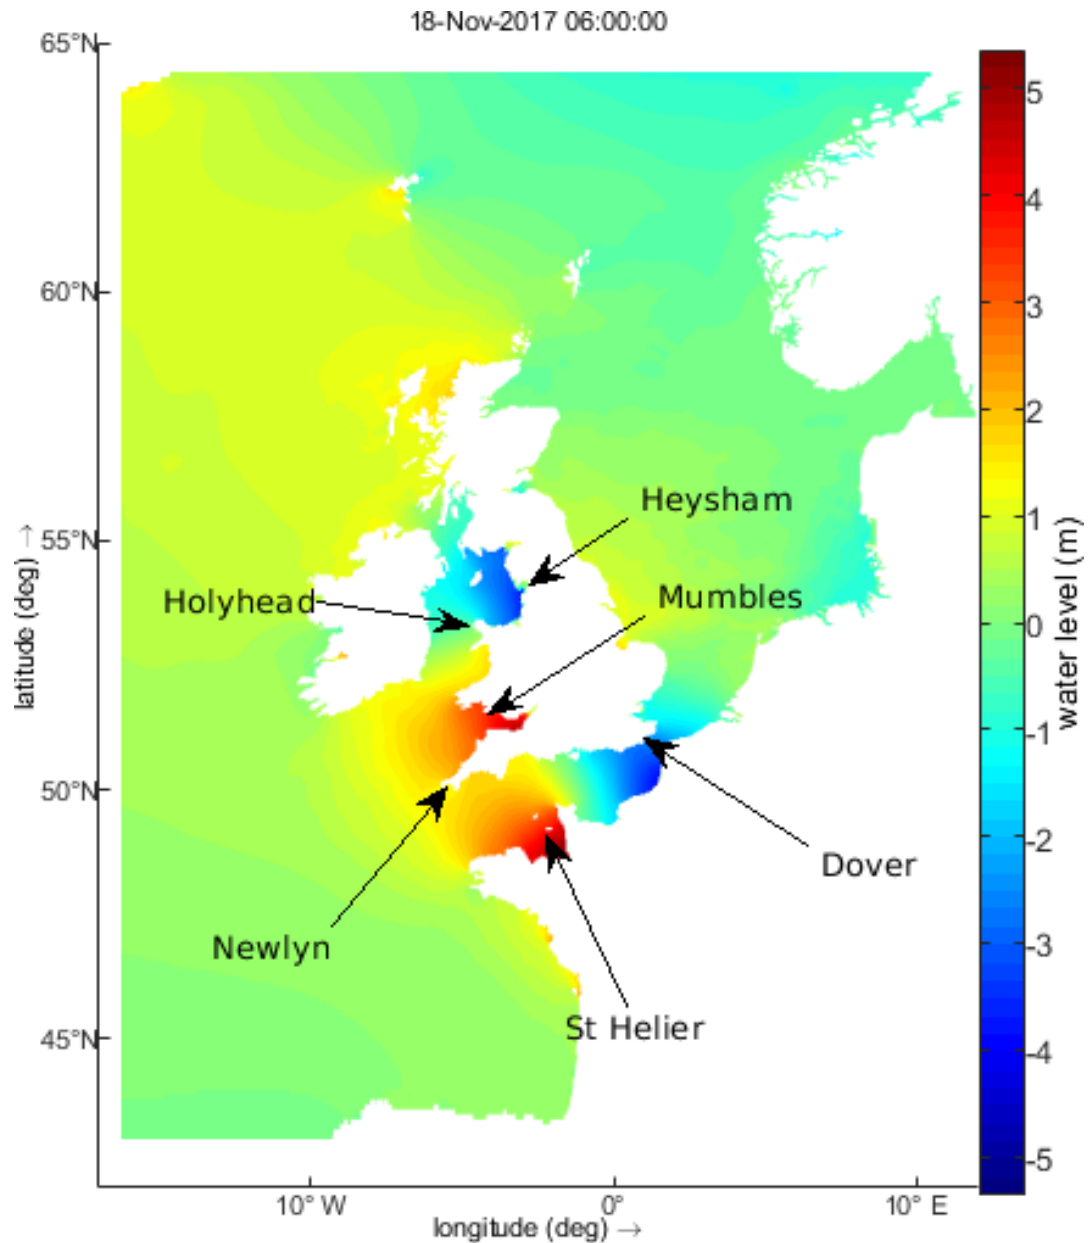 18-Nov-2017 06:00:00
65°N
60°N
55°N
50°N
45°N
latitude (deg) →
10° W
0°
10° E
longitude (deg) →
Heysham
Mumbles
Holyhead
Dover
Newlyn
St Helier
5
4
3
2
1
0
-1
-2
-3
-4
-5
water level (m)